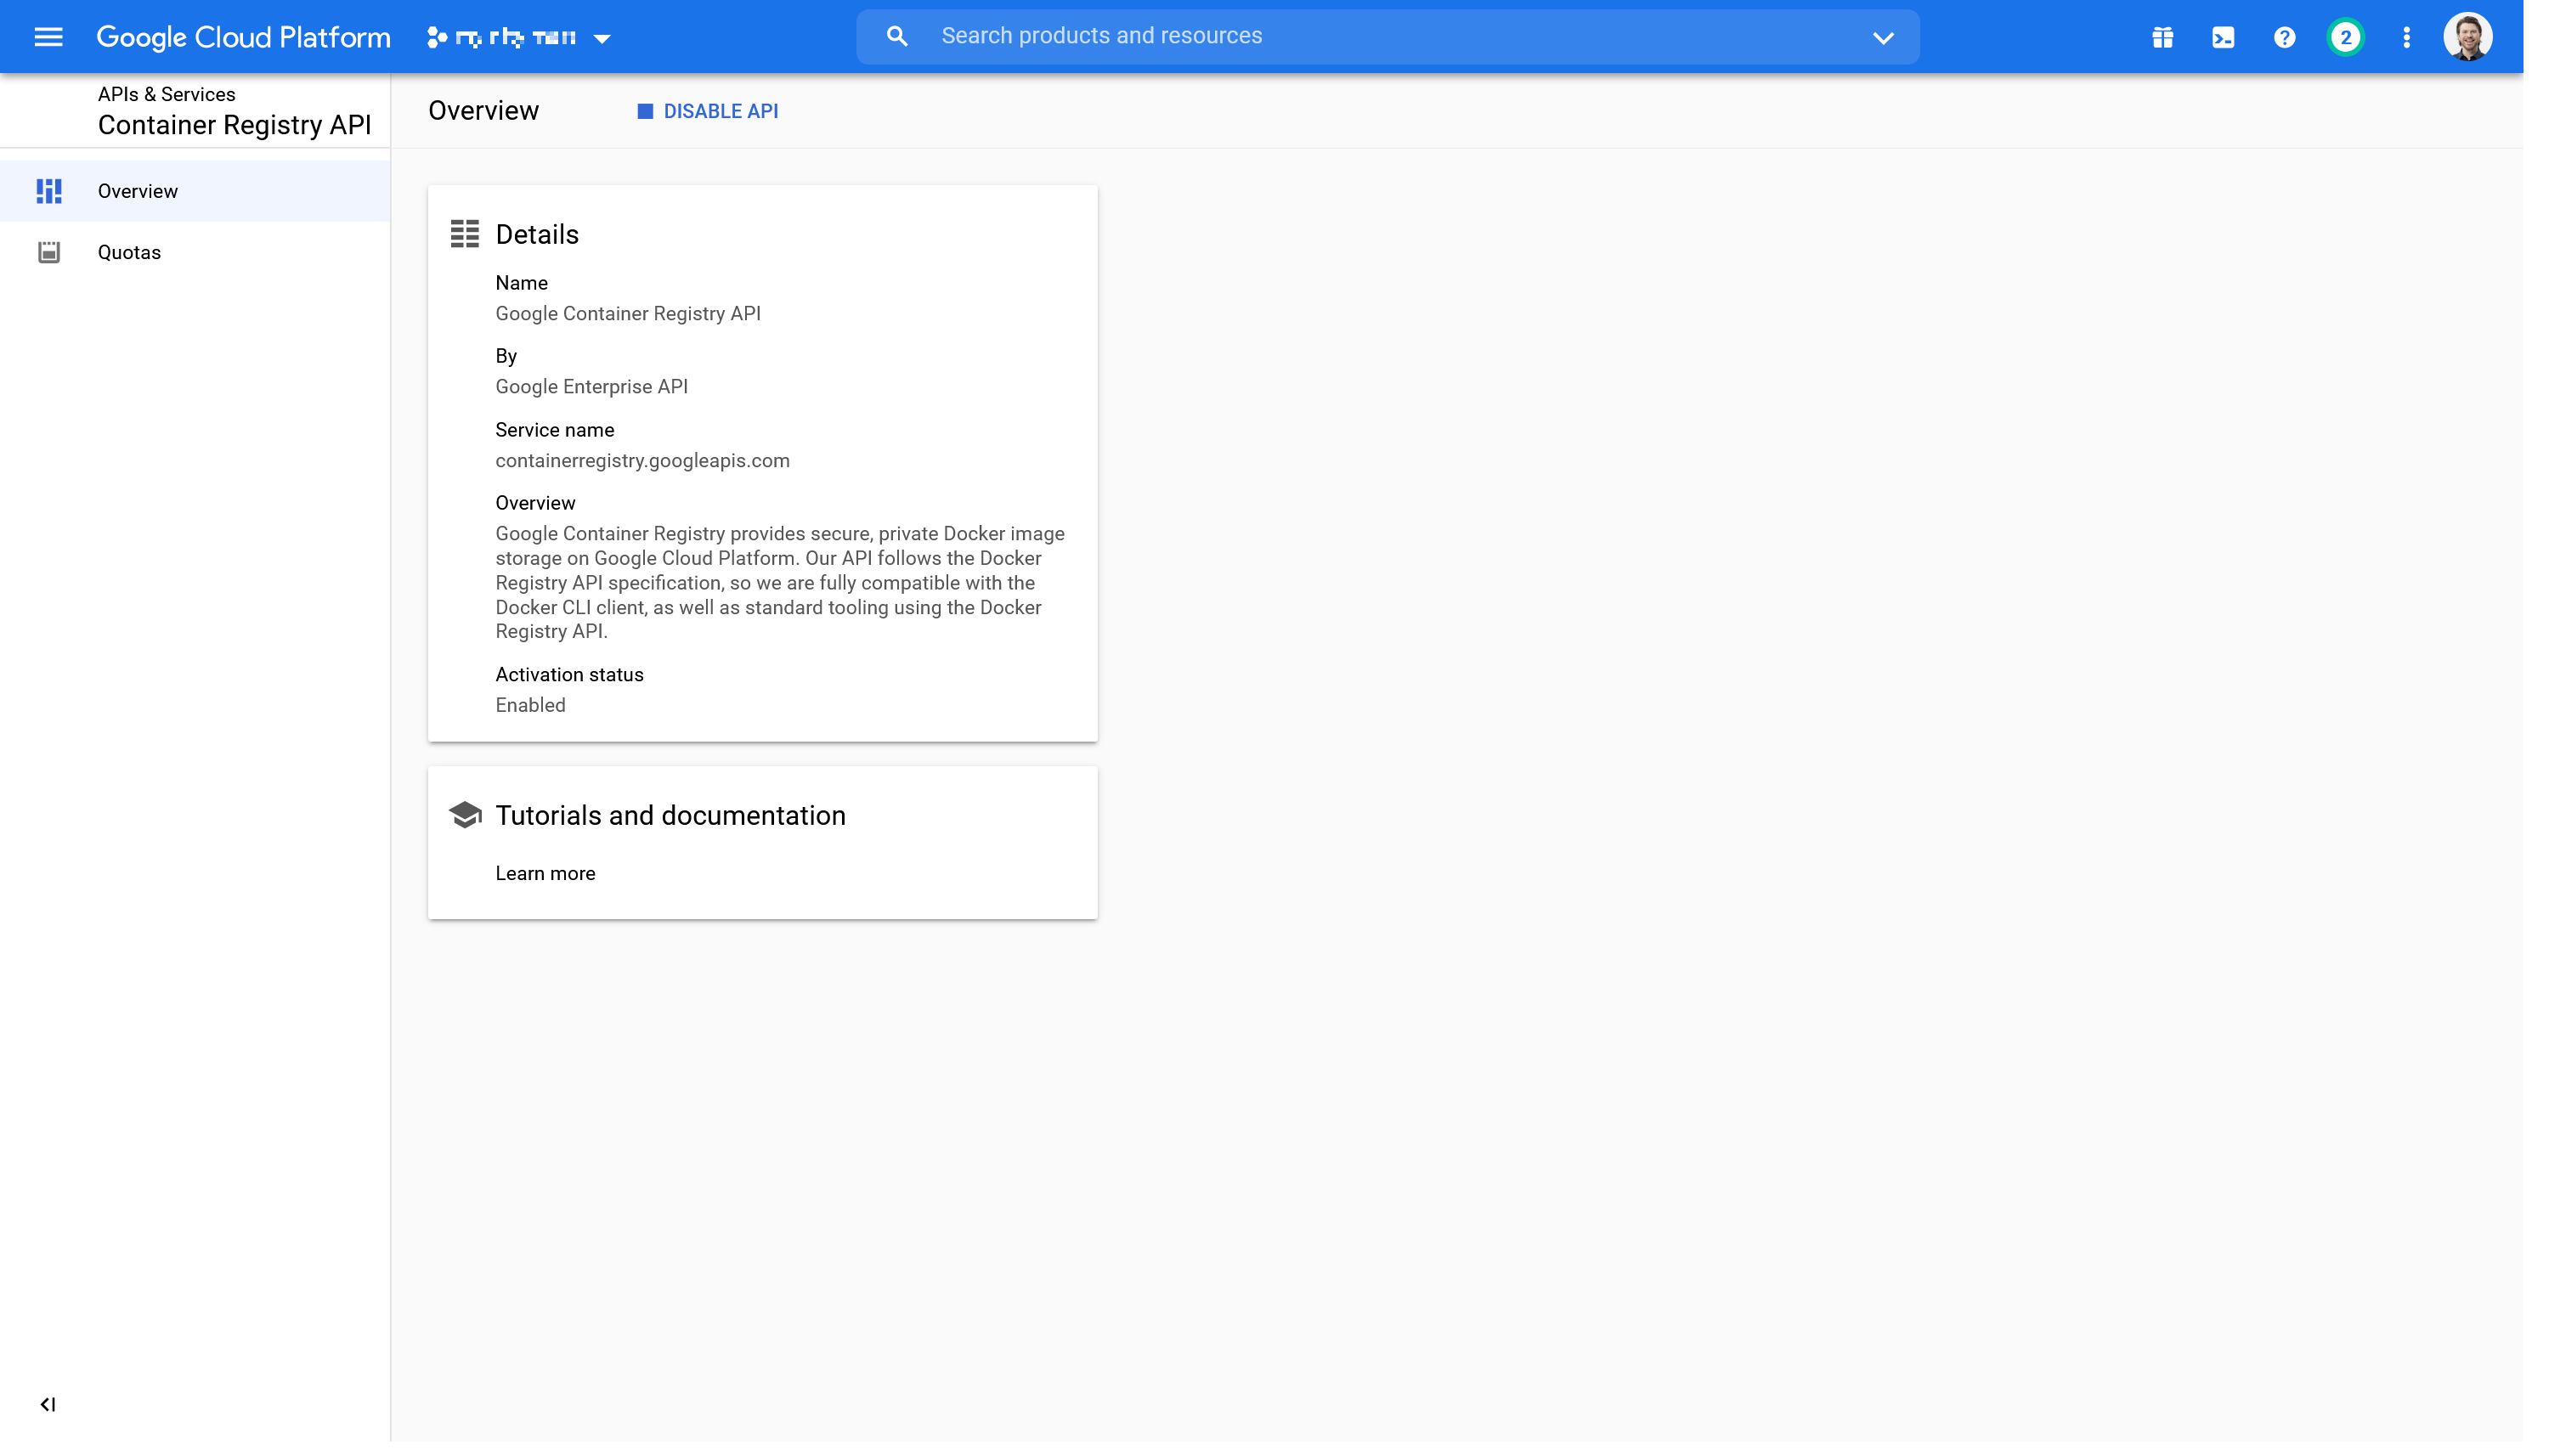 Google Cloud Platform
Search products and resources
2
APIs & Services
Container Registry API
Overview
DISABLE API
Overview
Quotas
Details
Name
Google Container Registry API
By
Google Enterprise API
Service name
containerregistry.googleapis.com
Overview
Google Container Registry provides secure, private Docker image
storage on Google Cloud Platform. Our API follows the Docker
Registry API specification, so we are fully compatible with the
Docker CLI client, as well as standard tooling using the Docker
Registry API.
Activation status
Enabled
Tutorials and documentation
Learn more